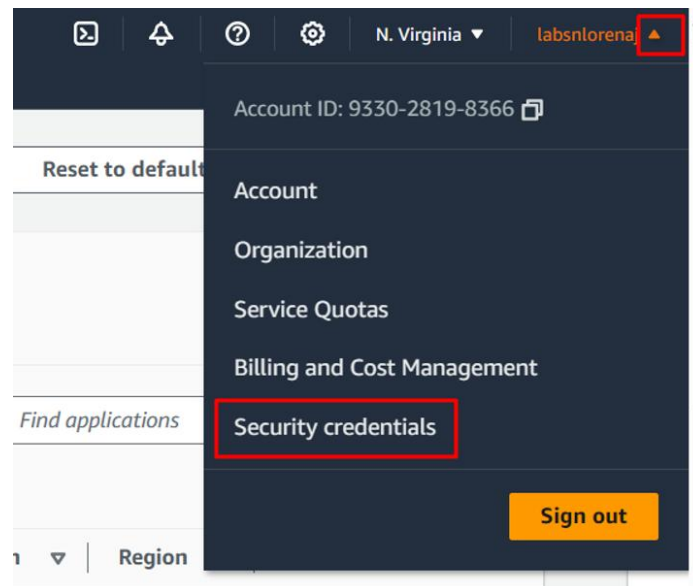 N. Virginia ▼ labsnlorenaj ▲
Account ID: 9330-2819-8366
Reset to default
Account
Organization
Service Quotas
Billing and Cost Management
Find applications
Security credentials
Sign out
n ▽ Region